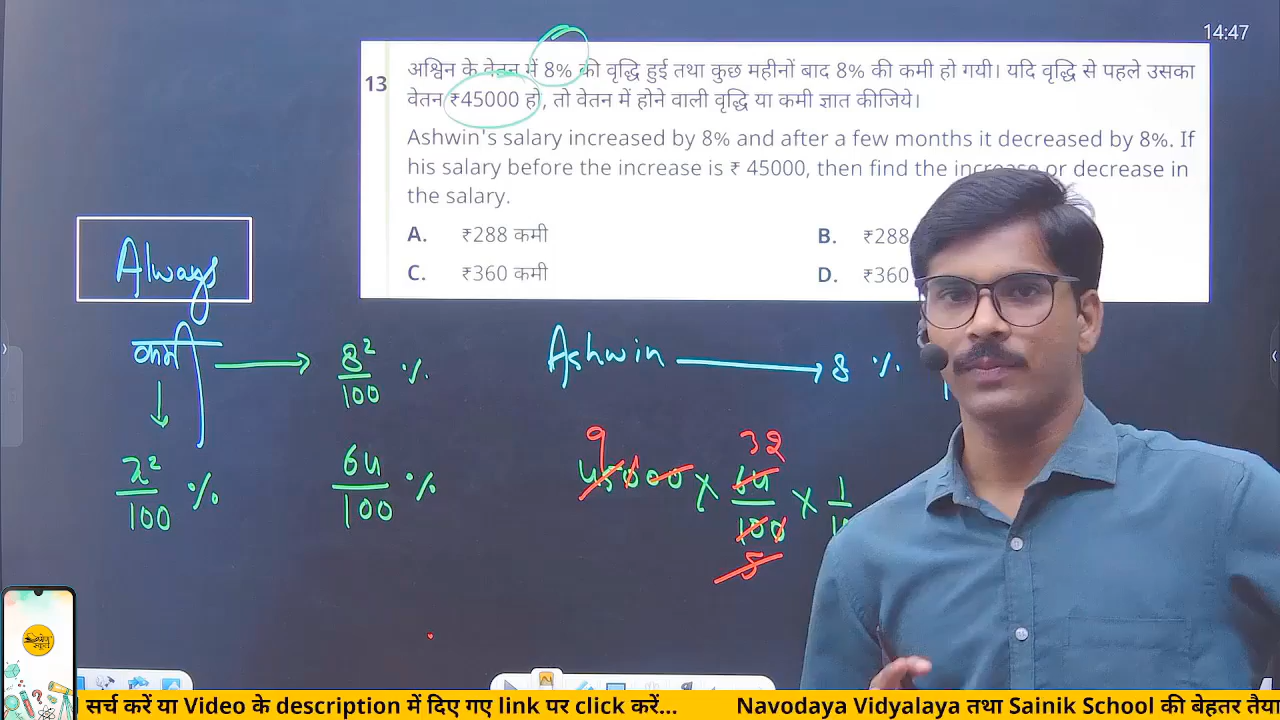 14:47
13
अश्विन के वेतन में 8% की वृद्धि हुई तथा कुछ महीनों बाद 8% की कमी हो गयी। यदि वृद्धि से पहले उसका
वेतन ₹45000 हो, तो वेतन में होने वाली वृद्धि या कमी ज्ञात कीजिये।
Ashwin's salary increased by 8% and after a few months it decreased by 8%. If
his salary before the increase is ₹ 45000, then find the increase or decrease in
the salary.
A. ₹288 कमी
B. ₹288
C. ₹360 कमी
D. ₹360
Always
कमी
8²/100 %
x²/100 %
64/100 %
Ashwin 8 %
9 32
45000 x 64/100 x 1
5
सर्च करें या Video के description में दिए गए link पर click करें...
Navodaya Vidyalaya तथा Sainik School की बेहतर तैया